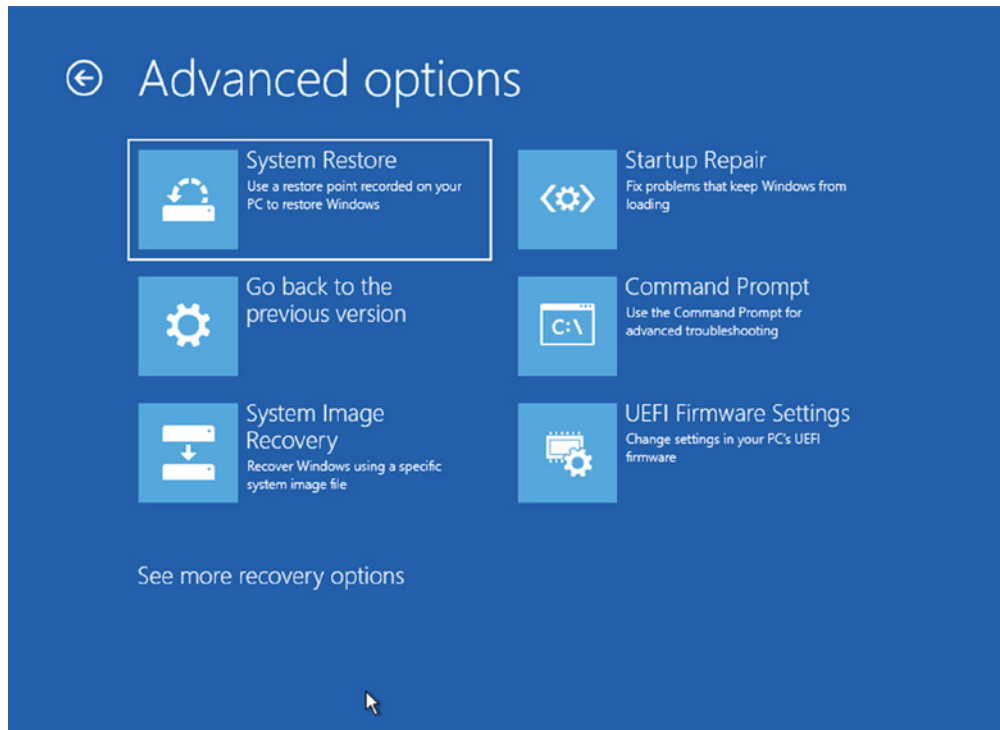 Advanced options
System Restore
Use a restore point recorded on your
PC to restore Windows
Startup Repair
Fix problems that keep Windows from
loading
Go back to the
previous version
Command Prompt
Use the Command Prompt for
advanced troubleshooting
C:\
System Image
Recovery
Recover Windows using a specific
system image file
UEFI Firmware Settings
Change settings in your PC's UEFI
firmware
See more recovery options